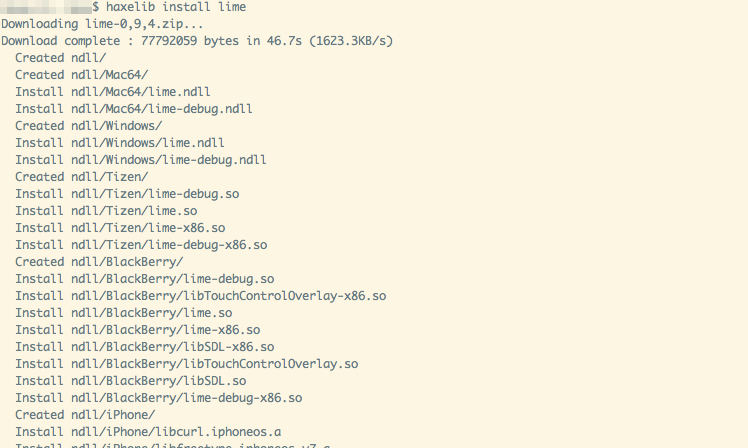 $ haxelib install lime
Downloading lime-0,9,4.zip...
Download complete : 77792059 bytes in 46.7s (1623.3KB/s)
Created ndll/
Created ndll/Mac64/
Install ndll/Mac64/lime.ndll
Install ndll/Mac64/lime-debug.ndll
Created ndll/Windows/
Install ndll/Windows/lime.ndll
Install ndll/Windows/lime-debug.ndll
Created ndll/Tizen/
Install ndll/Tizen/lime-debug.so
Install ndll/Tizen/lime.so
Install ndll/Tizen/lime-x86.so
Install ndll/Tizen/lime-debug-x86.so
Created ndll/BlackBerry/
Install ndll/BlackBerry/lime-debug.so
Install ndll/BlackBerry/libTouchControlOverlay-x86.so
Install ndll/BlackBerry/lime.so
Install ndll/BlackBerry/lime-x86.so
Install ndll/BlackBerry/libSDL-x86.so
Install ndll/BlackBerry/libTouchControlOverlay.so
Install ndll/BlackBerry/libSDL.so
Install ndll/BlackBerry/lime-debug-x86.so
Created ndll/iPhone/
Install ndll/iPhone/libcurl.iphoneos.a